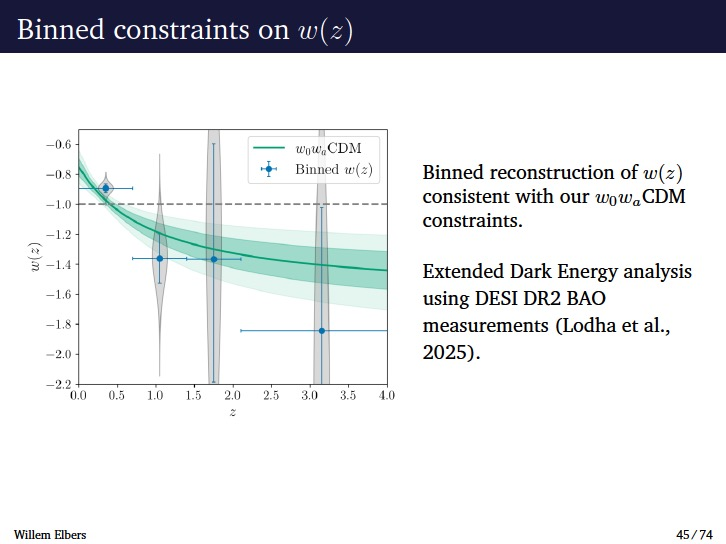 Binned constraints on w(z)
w₀wₐCDM
Binned w(z)
−0.6
−0.8
−1.0
−1.2
−1.4
−1.6
−1.8
−2.0
−2.2
w(z)
0.0 0.5 1.0 1.5 2.0 2.5 3.0 3.5 4.0
z
Binned reconstruction of w(z)
consistent with our w₀wₐCDM
constraints.
Extended Dark Energy analysis
using DESI DR2 BAO
measurements (Lodha et al.,
2025).
Willem Elbers
45 / 74